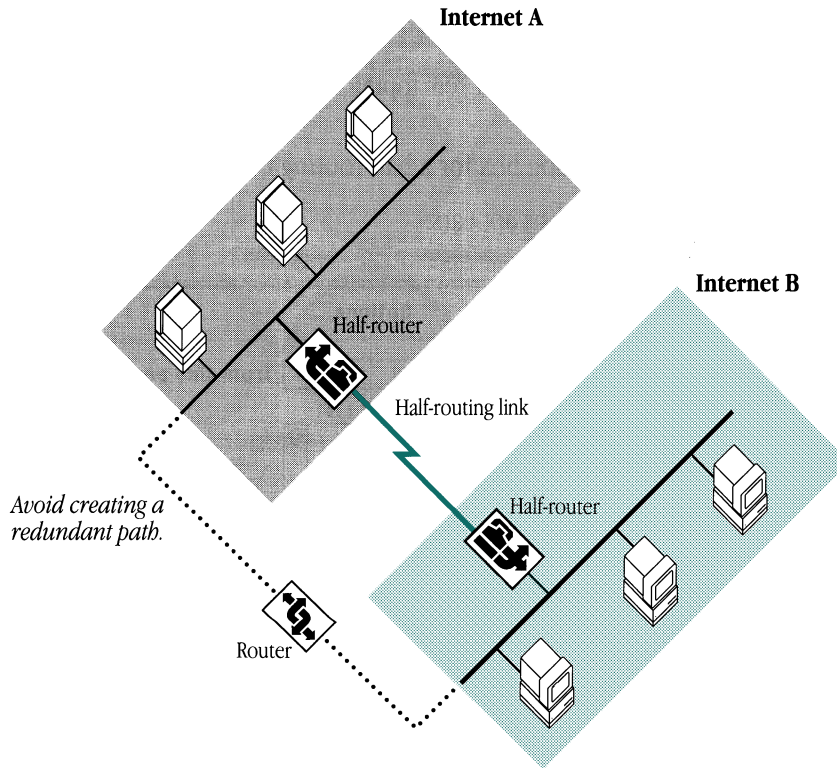 Internet A
Internet B
Half-router
Half-routing link
Half-router
Avoid creating a
redundant path.
Router